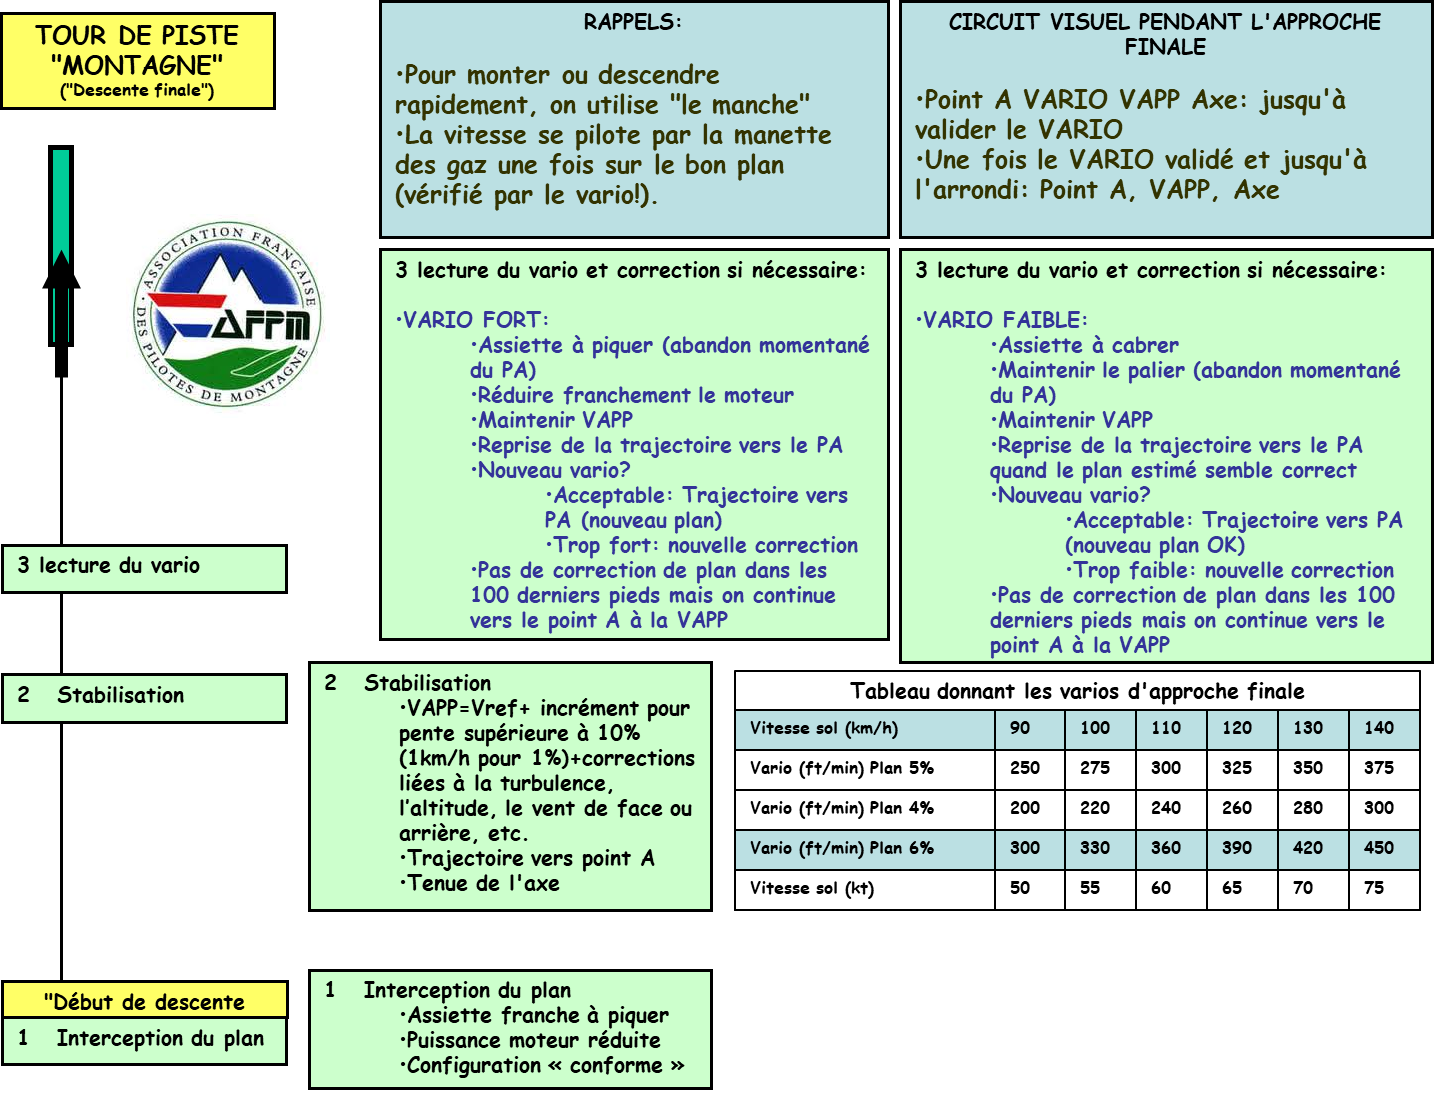 TOUR DE PISTE
"MONTAGNE"
("Descente finale")
ASSOCIATION FRANÇAISE
· DES PILOTES DE MONTAGNE ·
AFPM
RAPPELS:
•Pour monter ou descendre
rapidement, on utilise "le manche"
•La vitesse se pilote par la manette
des gaz une fois sur le bon plan
(vérifié par le vario!).
CIRCUIT VISUEL PENDANT L'APPROCHE
FINALE
•Point A VARIO VAPP Axe: jusqu'à
valider le VARIO
•Une fois le VARIO validé et jusqu'à
l'arrondi: Point A, VAPP, Axe
3 lecture du vario et correction si nécessaire:
•VARIO FORT:
•Assiette à piquer (abandon momentané
du PA)
•Réduire franchement le moteur
•Maintenir VAPP
•Reprise de la trajectoire vers le PA
•Nouveau vario?
•Acceptable: Trajectoire vers
PA (nouveau plan)
•Trop fort: nouvelle correction
•Pas de correction de plan dans les
100 derniers pieds mais on continue
vers le point A à la VAPP
3 lecture du vario et correction si nécessaire:
•VARIO FAIBLE:
•Assiette à cabrer
•Maintenir le palier (abandon momentané
du PA)
•Maintenir VAPP
•Reprise de la trajectoire vers le PA
quand le plan estimé semble correct
•Nouveau vario?
•Acceptable: Trajectoire vers PA
(nouveau plan OK)
•Trop faible: nouvelle correction
•Pas de correction de plan dans les 100
derniers pieds mais on continue vers le
point A à la VAPP
3 lecture du vario
2 Stabilisation
2 Stabilisation
•VAPP=Vref+ incrément pour
pente supérieure à 10%
(1km/h pour 1%)+corrections
liées à la turbulence,
l’altitude, le vent de face ou
arrière, etc.
•Trajectoire vers point A
•Tenue de l'axe
Tableau donnant les varios d'approche finale
Vitesse sol (km/h) 90 100 110 120 130 140
Vario (ft/min) Plan 5% 250 275 300 325 350 375
Vario (ft/min) Plan 4% 200 220 240 260 280 300
Vario (ft/min) Plan 6% 300 330 360 390 420 450
Vitesse sol (kt) 50 55 60 65 70 75
"Début de descente
1 Interception du plan
1 Interception du plan
•Assiette franche à piquer
•Puissance moteur réduite
•Configuration « conforme »